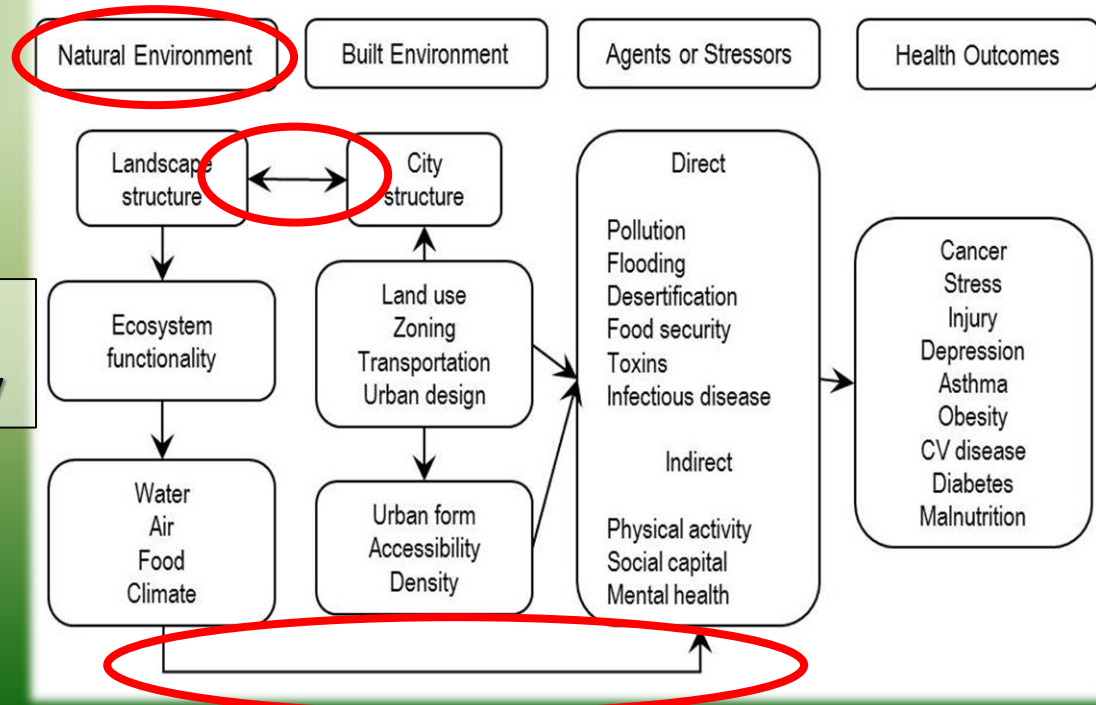 Natural Environment
Built Environment
Agents or Stressors
Health Outcomes
Landscape
structure
City
structure
Ecosystem
functionality
Land use
Zoning
Transportation
Urban design
Water
Air
Food
Climate
Urban form
Accessibility
Density
Direct
Pollution
Flooding
Desertification
Food security
Toxins
Infectious disease
Indirect
Physical activity
Social capital
Mental health
Cancer
Stress
Injury
Depression
Asthma
Obesity
CV disease
Diabetes
Malnutrition